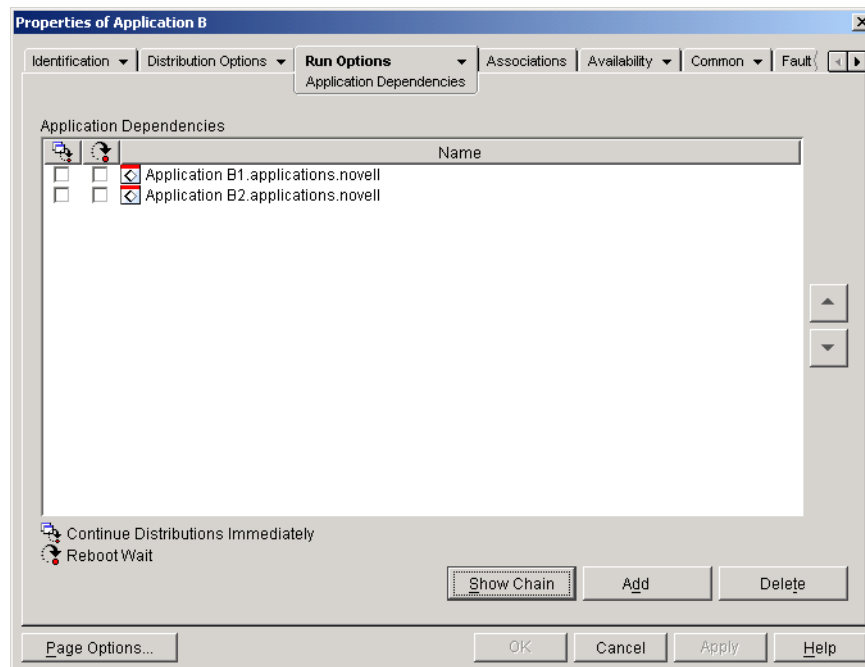 Properties of Application B
Identification Distribution Options Run Options Associations Availability Common Fault
Application Dependencies
Application Dependencies
Name
Application B1.applications.novell
Application B2.applications.novell
Continue Distributions Immediately
Reboot Wait
Show Chain Add Delete
Page Options... OK Cancel Apply Help